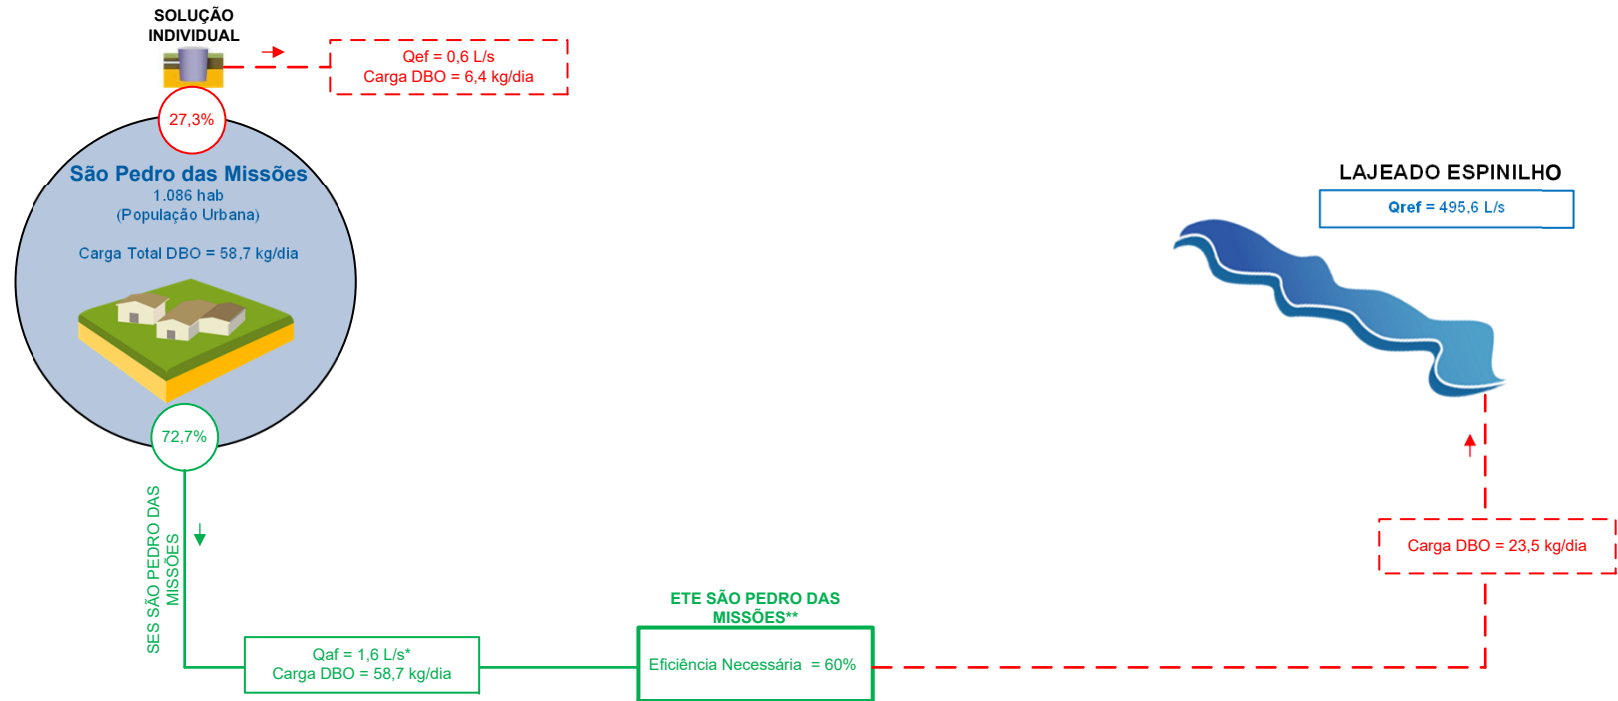 SOLUÇÃO
INDIVIDUAL
Qef = 0,6 L/s
Carga DBO = 6,4 kg/dia
27,3%
São Pedro das Missões
1.086 hab
(População Urbana)
Carga Total DBO = 58,7 kg/dia
72,7%
SES SÃO PEDRO DAS
MISSÕES
Qaf = 1,6 L/s*
Carga DBO = 58,7 kg/dia
ETE SÃO PEDRO DAS
MISSÕES**
Eficiência Necessária = 60%
LAJEADO ESPINILHO
Qref = 495,6 L/s
Carga DBO = 23,5 kg/dia